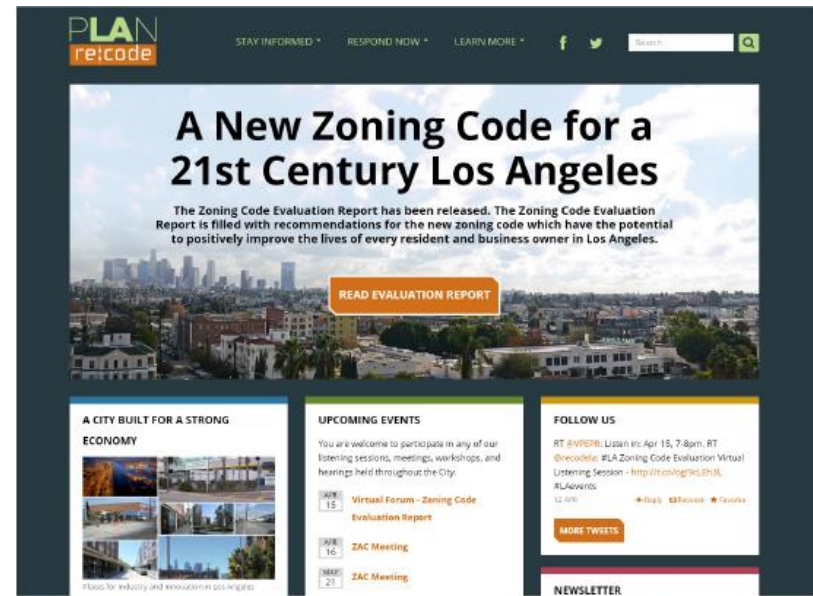 PLAN
re:code
STAY INFORMED
RESPOND NOW
LEARN MORE
f
Search
A New Zoning Code for a
21st Century Los Angeles
The Zoning Code Evaluation Report has been released. The Zoning Code Evaluation
Report is filled with recommendations for the new zoning code which have the potential
to positively improve the lives of every resident and business owner in Los Angeles.
READ EVALUATION REPORT
A CITY BUILT FOR A STRONG
ECONOMY
Places for industry and innovation in Los Angeles
UPCOMING EVENTS
You are welcome to participate in any of our
listening sessions, meetings, workshops, and
hearings held throughout the City.
APR
15
Virtual Forum - Zoning Code
Evaluation Report
APR
16
ZAC Meeting
MAY
21
ZAC Meeting
FOLLOW US
RT @VPEPR: Listen in: Apr 15, 7-8pm. RT
@recodela: #LA Zoning Code Evaluation Virtual
Listening Session -
#LAevents
12 APR
Reply Retweet Favorite
MORE TWEETS
NEWSLETTER